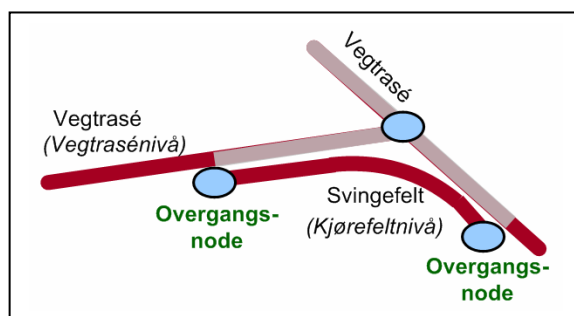 Vegtrasé
Vegtrasé
(Vegtrasénivå)
Svingefelt
(Kjørefeltnivå)
Overgangs-
node
Overgangs-
node